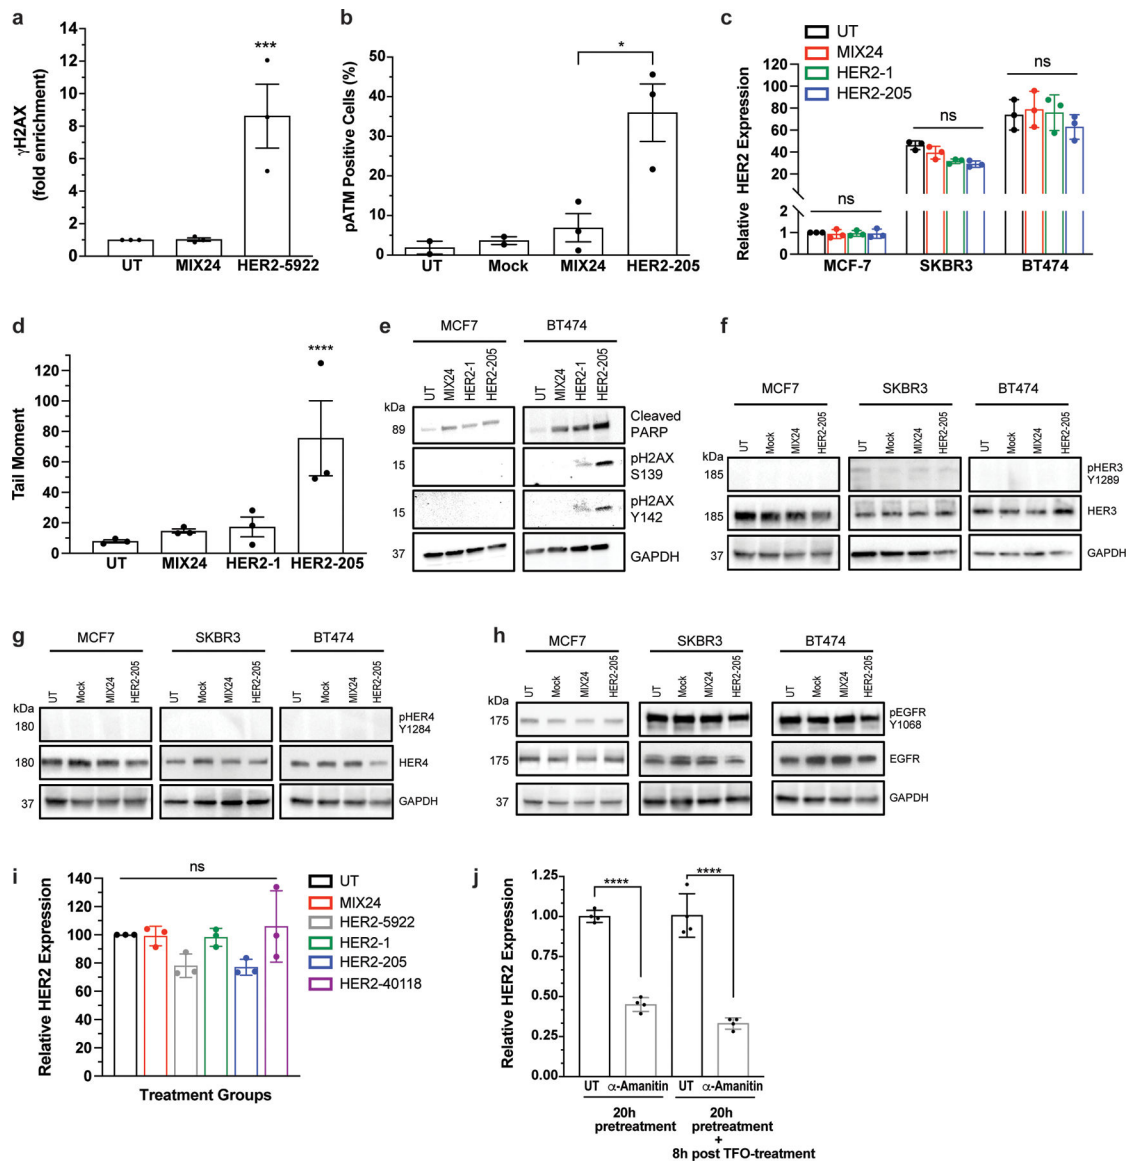 a
γH2AX
(fold enrichment)
14
12
10
8
6
4
2
0
***
UT MIX24 HER2-5922
b
pATM Positive Cells (%)
50
40
30
20
10
0
*
UT Mock MIX24 HER2-205
c
UT
MIX24
HER2-1
HER2-205
Relative HER2 Expression
120
100
80
60
40
20
2
1
0
ns
ns
ns
MCF-7 SKBR3 BT474
d
Tail Moment
120
100
80
60
40
20
0
****
UT MIX24 HER2-1 HER2-205
e
MCF7 BT474
UT MIX24 HER2-1 HER2-205 UT MIX24 HER2-1 HER2-205
kDa
89
Cleaved
PARP
15
pH2AX
S139
15
pH2AX
Y142
37
GAPDH
f
MCF7 SKBR3 BT474
UT Mock MIX24 HER2-205 UT Mock MIX24 HER2-205 UT Mock MIX24 HER2-205
kDa
185
pHER3
Y1289
185
HER3
37
GAPDH
g
MCF7 SKBR3 BT474
UT Mock MIX24 HER2-205 UT Mock MIX24 HER2-205 UT Mock MIX24 HER2-205
kDa
180
pHER4
Y1284
180
HER4
37
GAPDH
h
MCF7 SKBR3 BT474
UT Mock MIX24 HER2-205 UT Mock MIX24 HER2-205 UT Mock MIX24 HER2-205
kDa
175
pEGFR
Y1068
175
EGFR
37
GAPDH
i
Relative HER2 Expression
140
120
100
80
60
40
20
0
ns
Treatment Groups
UT
MIX24
HER2-5922
HER2-1
HER2-205
HER2-40118
j
Relative HER2 Expression
1.25
1.00
0.75
0.50
0.25
0.00
****
****
UT α-Amanitin UT α-Amanitin
20h
pretreatment
20h
pretreatment
+
8h post TFO-treatment